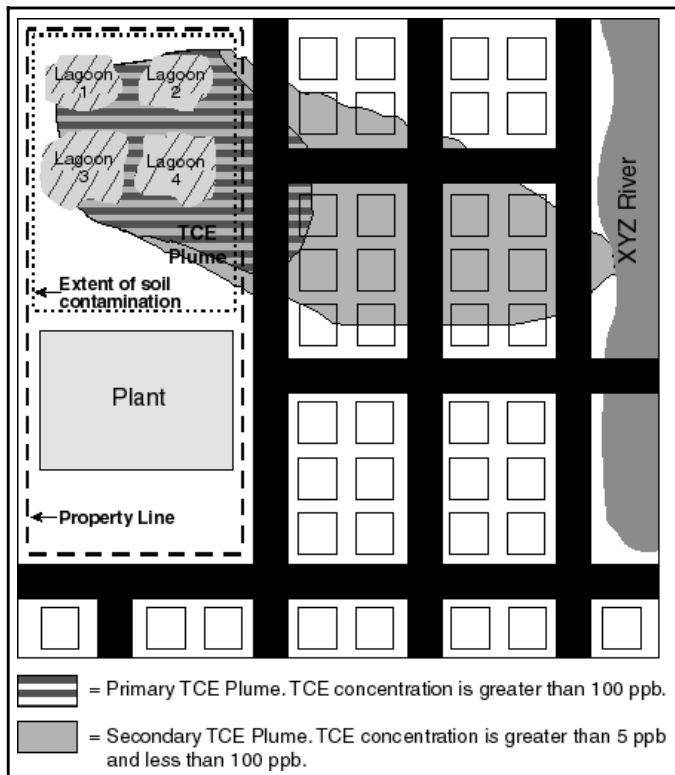 Lagoon
1
Lagoon
2
Lagoon
3
Lagoon
4
TCE
Plume
Extent of soil
contamination
Plant
Property Line
XYZ River
= Primary TCE Plume. TCE concentration is greater than 100 ppb.
= Secondary TCE Plume. TCE concentration is greater than 5 ppb
and less than 100 ppb.